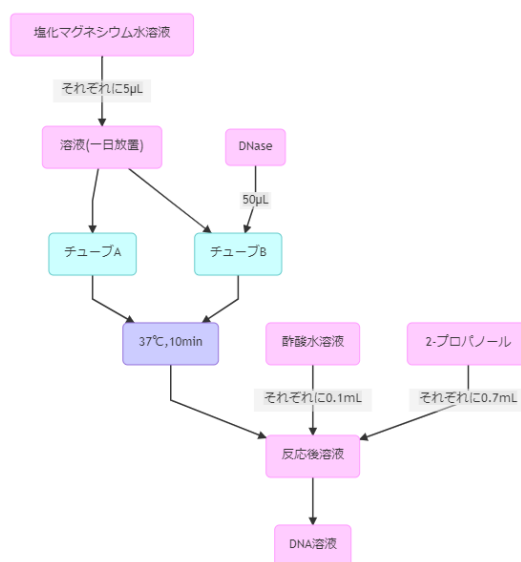 塩化マグネシウム水溶液
それぞれに5μL
溶液(一日放置)
DNase
50μL
チューブA
チューブB
37℃,10min
酢酸水溶液
2-プロパノール
それぞれに0.1mL
それぞれに0.7mL
反応後溶液
DNA溶液